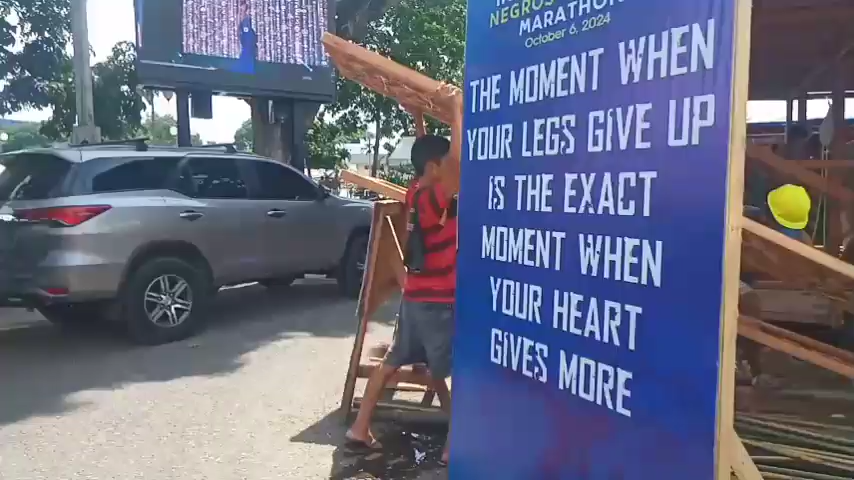 NEGROS
MARATHON
October 6, 2024
THE MOMENT WHEN
YOUR LEGS GIVE UP
IS THE EXACT
MOMENT WHEN
YOUR HEART
GIVES MORE